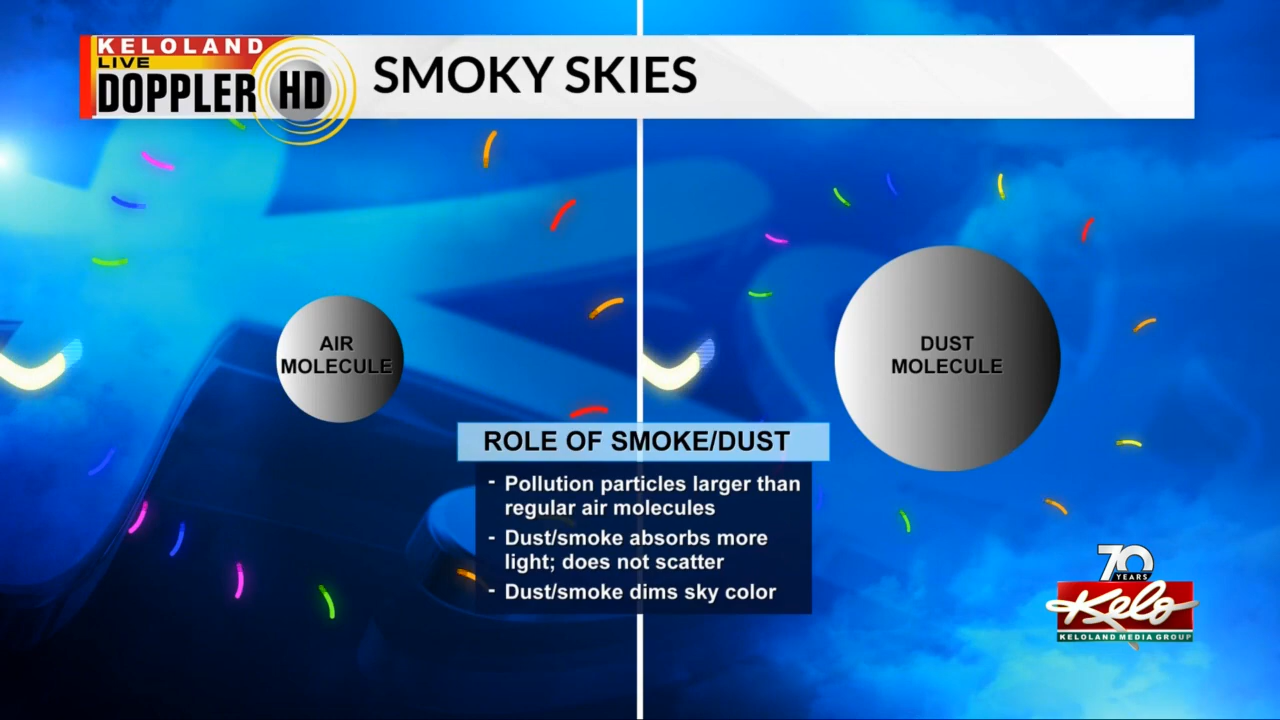 KELOLAND
LIVE
DOPPLER HD
SMOKY SKIES
AIR
MOLECULE
DUST
MOLECULE
ROLE OF SMOKE/DUST
- Pollution particles larger than
regular air molecules
- Dust/smoke absorbs more
light; does not scatter
- Dust/smoke dims sky color
70
YEARS
Kelo
KELOLAND MEDIA GROUP